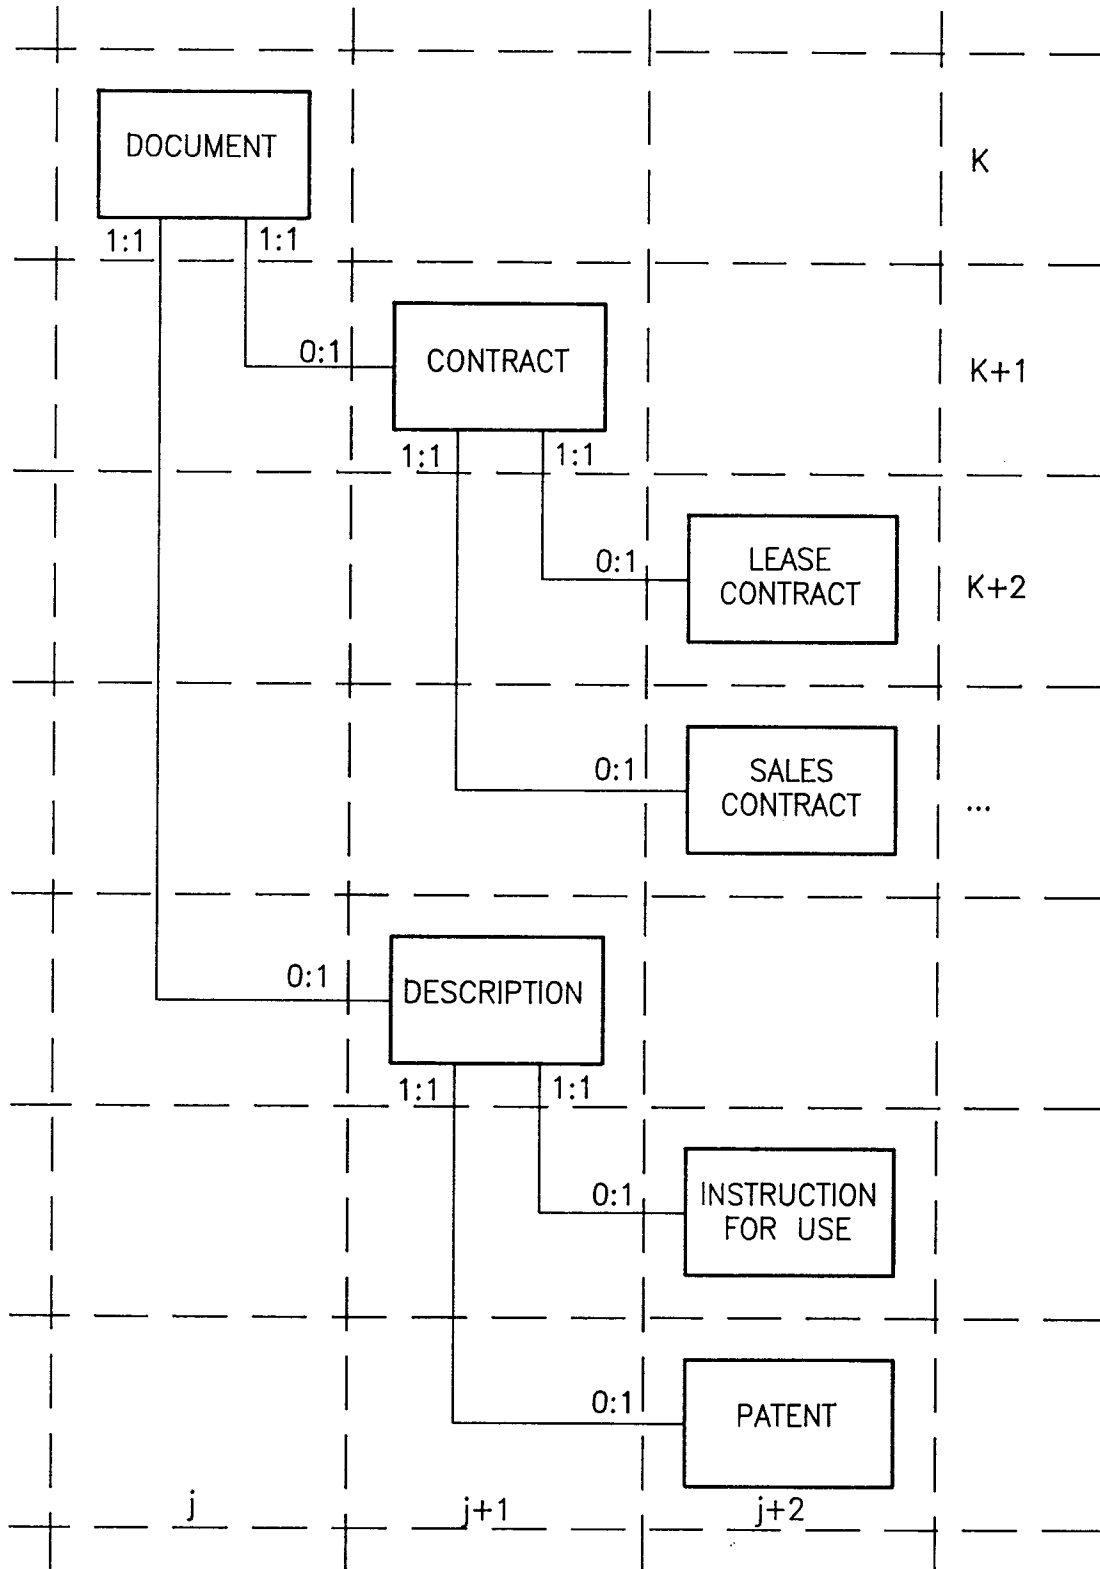 DOCUMENT
K
1:1 1:1
0:1
CONTRACT
K+1
1:1 1:1
0:1
LEASE
CONTRACT
K+2
0:1
SALES
CONTRACT
...
0:1
DESCRIPTION
1:1 1:1
0:1
INSTRUCTION
FOR USE
0:1
PATENT
j j+1 j+2